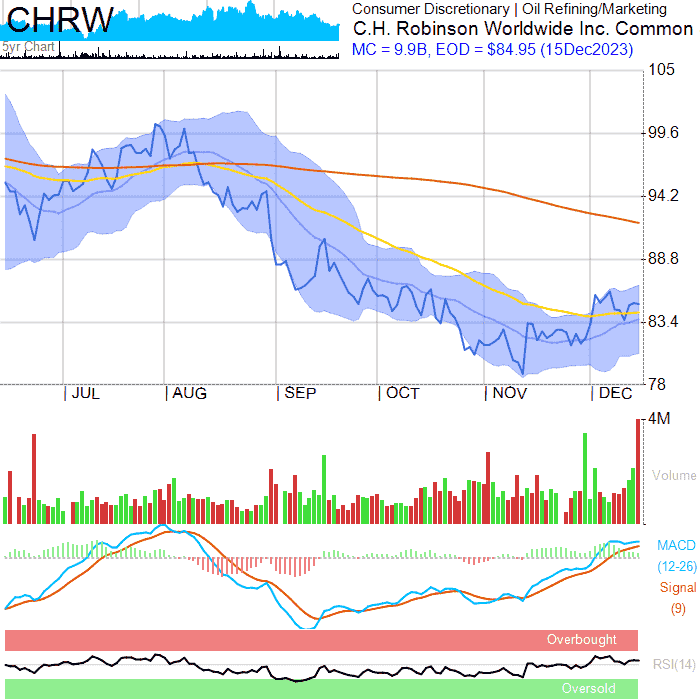 CHRW
5yr Chart
Consumer Discretionary | Oil Refining/Marketing
C.H. Robinson Worldwide Inc. Common
MC = 9.9B, EOD = $84.95 (15Dec2023)
105
99.6
94.2
88.8
83.4
78
| JUL | AUG | SEP | OCT | NOV | DEC
4M
Volume
MACD
(12-26)
Signal
(9)
Overbought
RSI(14)
Oversold